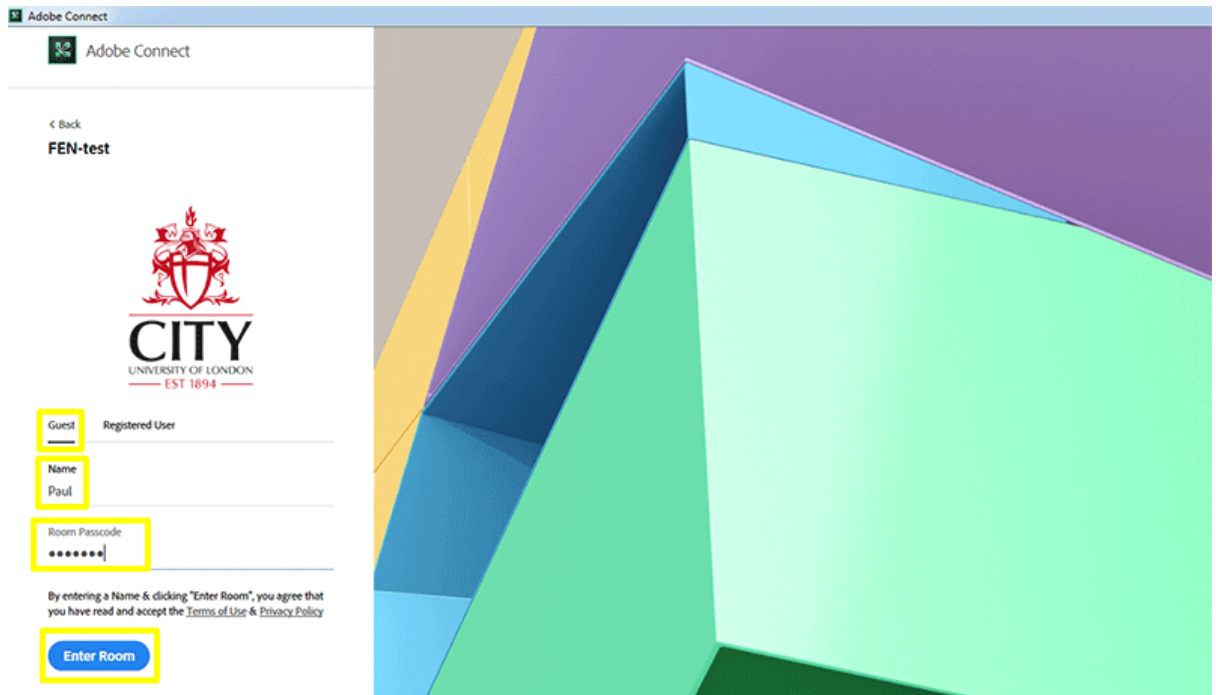 Adobe Connect
Adobe Connect
< Back
FEN-test
CITY
UNIVERSITY OF LONDON
EST 1894
Guest Registered User
Name
Paul
Room Passcode
•••••••
By entering a Name & clicking "Enter Room", you agree that
you have read and accept the Terms of Use & Privacy Policy
Enter Room